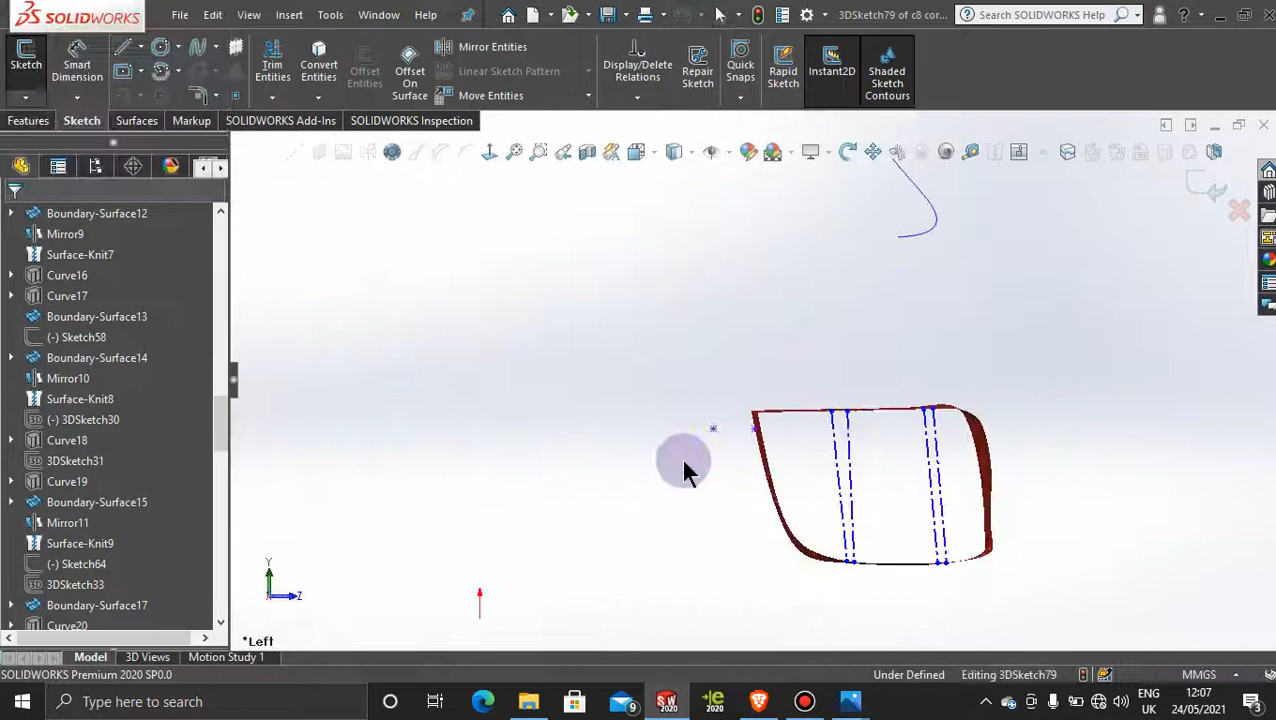 SOLIDWORKS File Edit View Insert Tools Window Help 3DSketch79 of c8 cor... Search SOLIDWORKS Help
Sketch Smart Dimension Trim Entities Convert Entities Offset Entities Offset On Surface Mirror Entities Linear Sketch Pattern Move Entities Display/Delete Relations Repair Sketch Quick Snaps Rapid Sketch Instant2D Shaded Sketch Contours
Features Sketch Surfaces Markup SOLIDWORKS Add-Ins SOLIDWORKS Inspection
Boundary-Surface12
Mirror9
Surface-Knit7
Curve16
Curve17
Boundary-Surface13
(-) Sketch58
Boundary-Surface14
Mirror10
Surface-Knit8
(-) 3DSketch30
Curve18
3DSketch31
Curve19
Boundary-Surface15
Mirror11
Surface-Knit9
(-) Sketch64
3DSketch33
Boundary-Surface17
Curve20
Y
Z
*Left
Model 3D Views Motion Study 1
SOLIDWORKS Premium 2020 SP0.0 Under Defined Editing 3DSketch79 MMGS
Type here to search 9 SW 2020 e 2020 ENG UK 12:07 24/05/2021 3